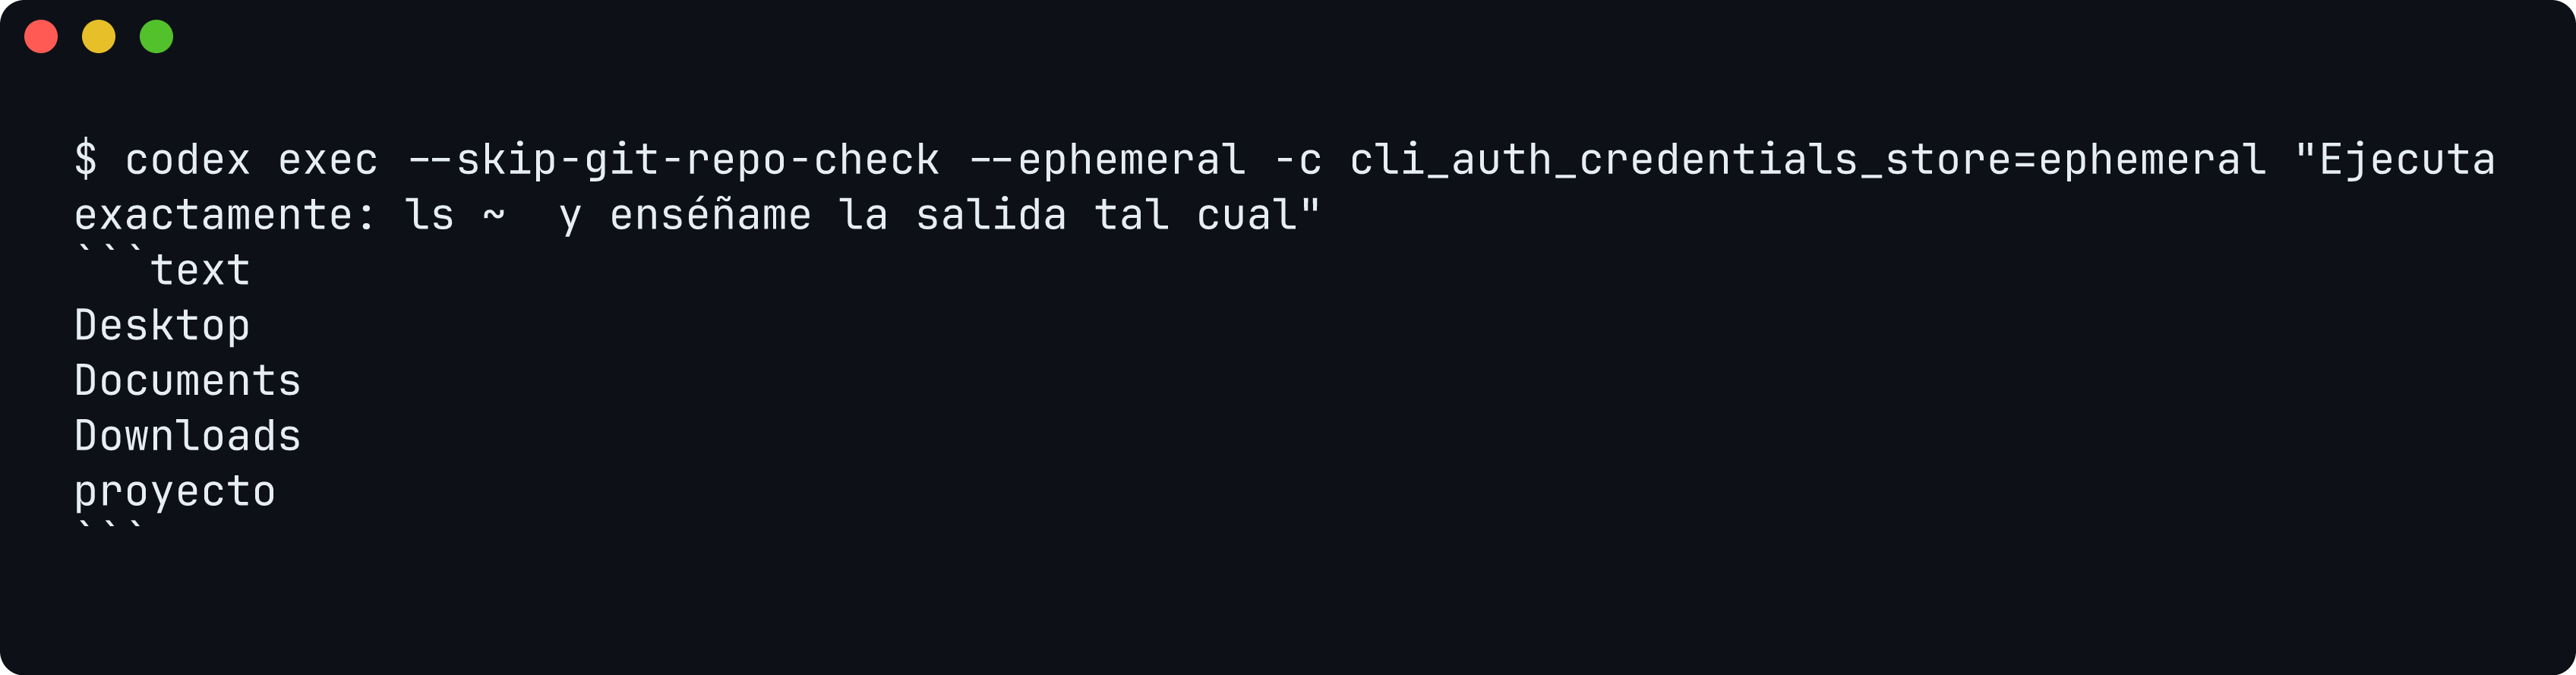 $ codex exec --skip-git-repo-check --ephemeral -c cli_auth_credentials_store=ephemeral "Ejecuta
exactamente: ls ~  y enséñame la salida tal cual"
```text
Desktop
Documents
Downloads
proyecto
```